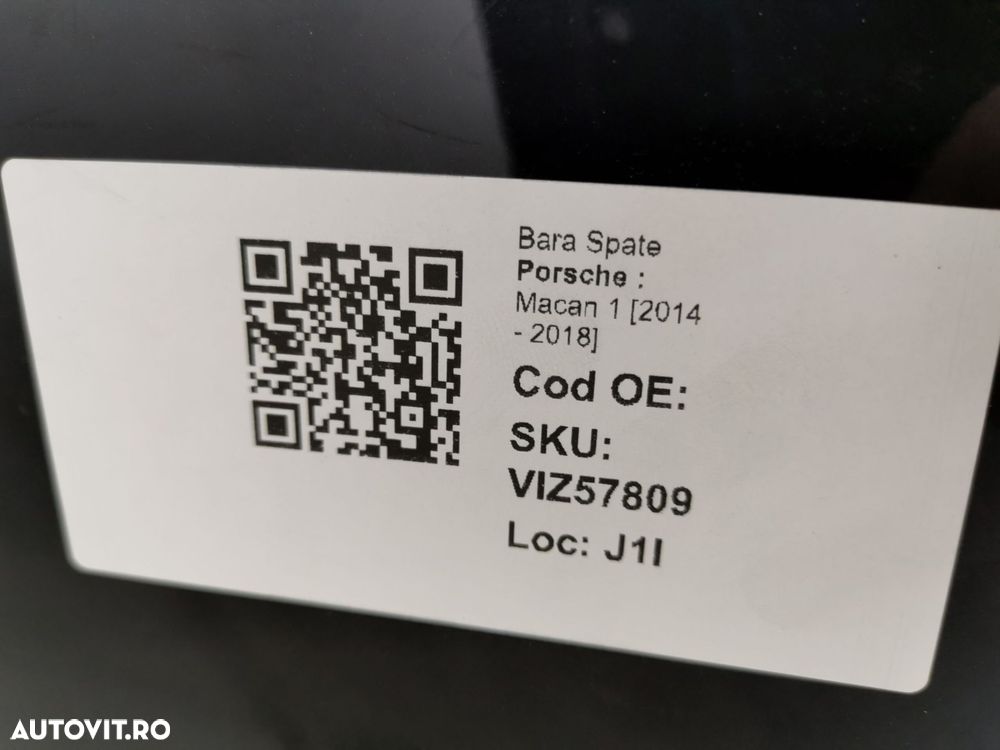 Bara Spate
Porsche :
Macan 1 [2014
- 2018]
Cod OE:
SKU:
VIZ57809
Loc: J1I
AUTOVIT.RO